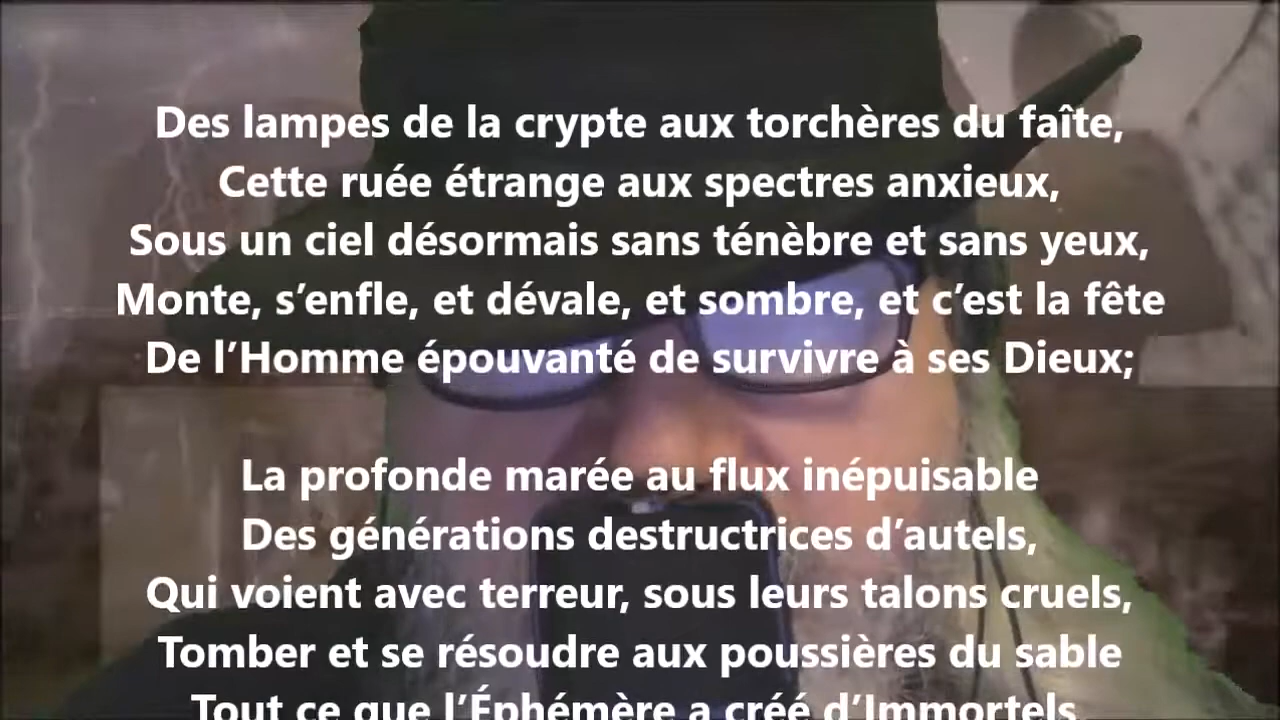 Des lampes de la crypte aux torchères du faîte,
Cette ruée étrange aux spectres anxieux,
Sous un ciel désormais sans ténèbre et sans yeux,
Monte, s’enfle, et dévale, et sombre, et c’est la fête
De l’Homme épouvanté de survivre à ses Dieux;
La profonde marée au flux inépuisable
Des générations destructrices d’autels,
Qui voient avec terreur, sous leurs talons cruels,
Tomber et se résoudre aux poussières du sable
Tout ce que l’Éphémère a créé d’Immortels